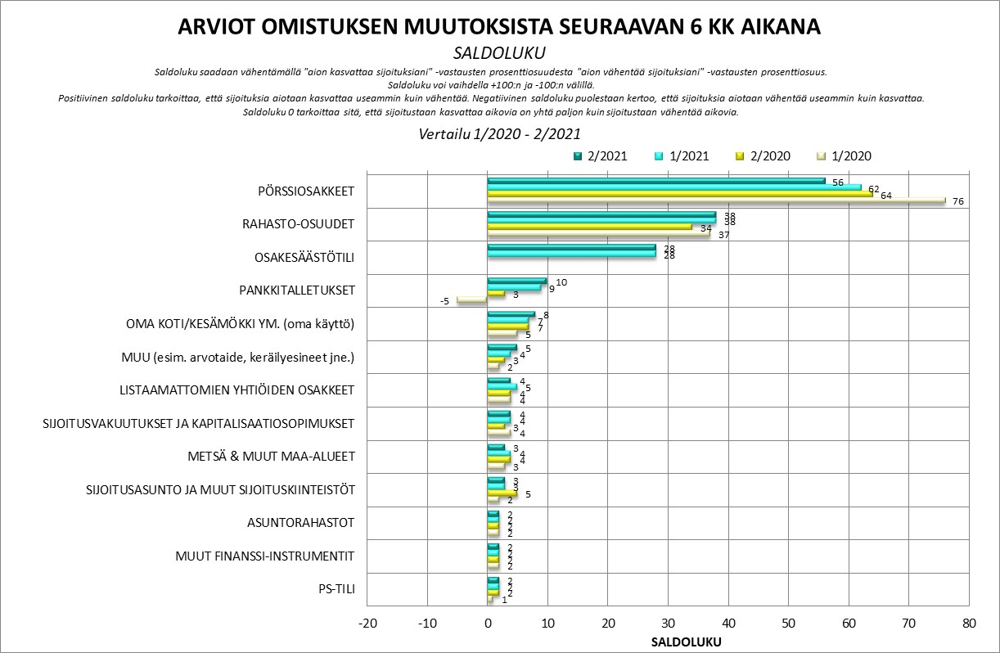 ARVIOT OMISTUKSEN MUUTOKSISTA SEURAAVAN 6 KK AIKANA
SALDOLUKU
Saldoluku saadaan vähentämällä "aion kasvattaa sijoituksiani" -vastausten prosenttiosuudesta "aion vähentää sijoituksiani" -vastausten prosenttiosuus.
Saldoluku voi vaihdella +100:n ja -100:n välillä.
Positiivinen saldoluku tarkoittaa, että sijoituksia aiotaan kasvattaa useammin kuin vähentää. Negatiivinen saldoluku puolestaan kertoo, että sijoituksia aiotaan vähentää useammin kuin kasvattaa.
Saldoluku 0 tarkoittaa sitä, että sijoitustaan kasvattaa aikovia on yhtä paljon kuin sijoitustaan vähentää aikovia.
Vertailu 1/2020 - 2/2021
2/2021 1/2021 2/2020 1/2020
PÖRSSIOSAKKEET
56
62
64
76
RAHASTO-OSUUDET
38
38
34
37
OSAKESÄÄSTÖTILI
28
28
PANKKITALLETUKSET
10
9
3
-5
OMA KOTI/KESÄMÖKKI YM. (oma käyttö)
8
7
7
5
MUU (esim. arvotaide, keräilyesineet jne.)
5
4
3
2
LISTAAMATTOMIEN YHTIÖIDEN OSAKKEET
4
5
4
4
SIJOITUSVAKUUTUKSET JA KAPITALISAATIOSOPIMUKSET
4
4
3
4
METSÄ & MUUT MAA-ALUEET
3
4
4
3
SIJOITUSASUNTO JA MUUT SIJOITUSKIINTEISTÖT
3
3
5
2
ASUNTORAHASTOT
2
2
2
2
MUUT FINANSSI-INSTRUMENTIT
2
2
2
2
PS-TILI
2
2
2
1
-20 -10 0 10 20 30 40 50 60 70 80
SALDOLUKU